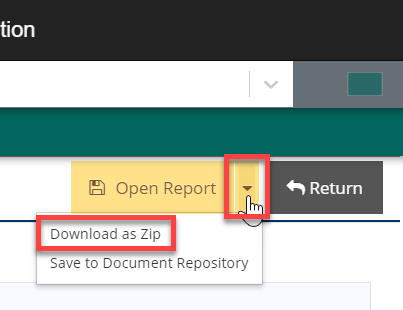 tion
Open Report
Return
Download as Zip
Save to Document Repository